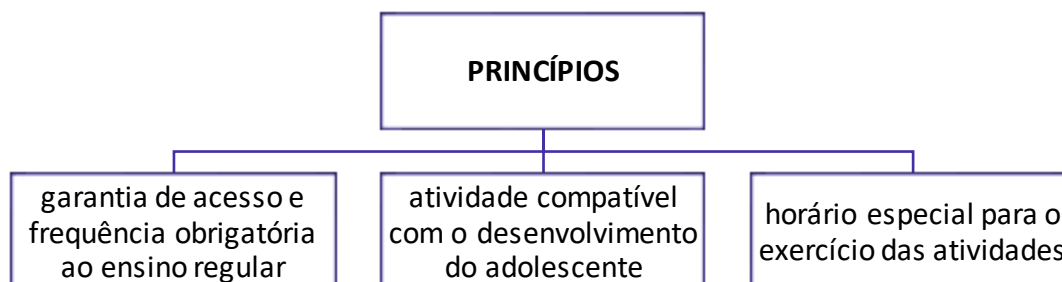 PRINCÍPIOS
garantia de acesso e
frequência obrigatória
ao ensino regular
atividade compatível
com o desenvolvimento
do adolescente
horário especial para o
exercício das atividades